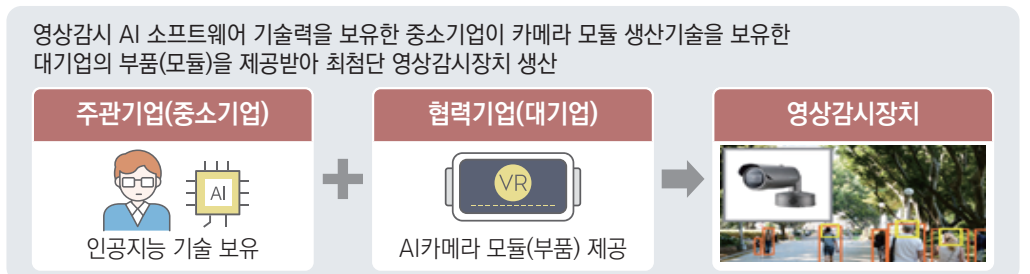 영상감시 AI 소프트웨어 기술력을 보유한 중소기업이 카메라 모듈 생산기술을 보유한
대기업의 부품(모듈)을 제공받아 최첨단 영상감시장치 생산
주관기업(중소기업)
협력기업(대기업)
영상감시장치
AI
VR
인공지능 기술 보유
AI카메라 모듈(부품) 제공